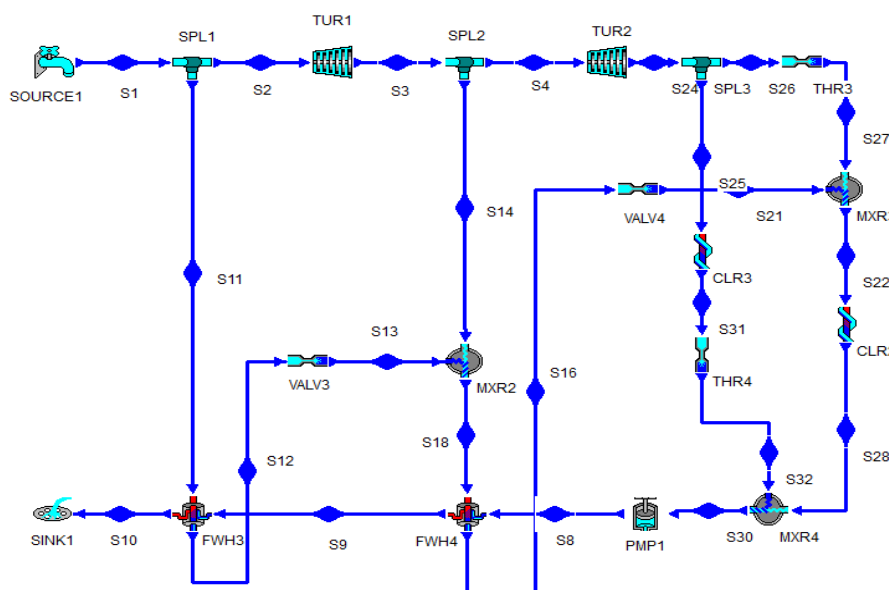 SPL1
TUR1
SPL2
TUR2
SOURCE1
S1
S2
S3
S4
S24
SPL3
S26
THR3
S27
S25
VALV4
S21
S14
S11
CLR3
S22
S31
S13
VALV3
MXR2
S16
THR4
S18
S12
S28
S32
SINK1
S10
FWH3
S9
FWH4
S8
PMP1
S30
MXR4